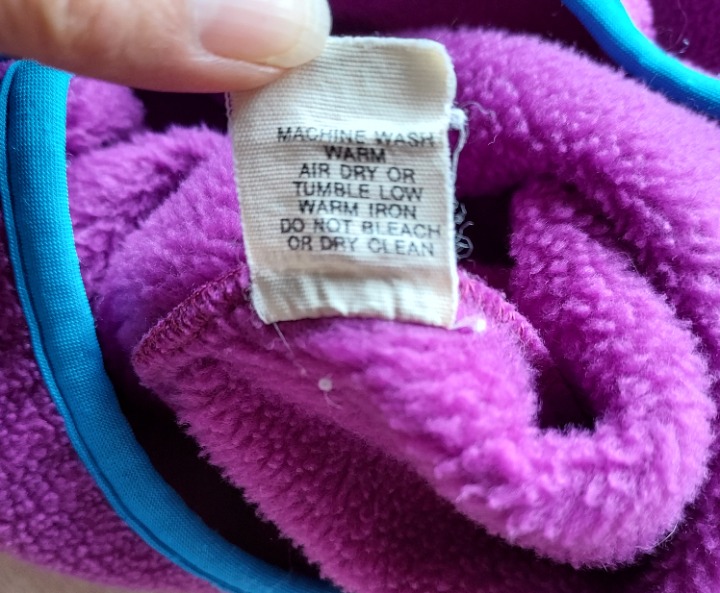 MACHINE WASH
WARM
AIR DRY OR
TUMBLE LOW
WARM IRON
DO NOT BLEACH
OR DRY CLEAN